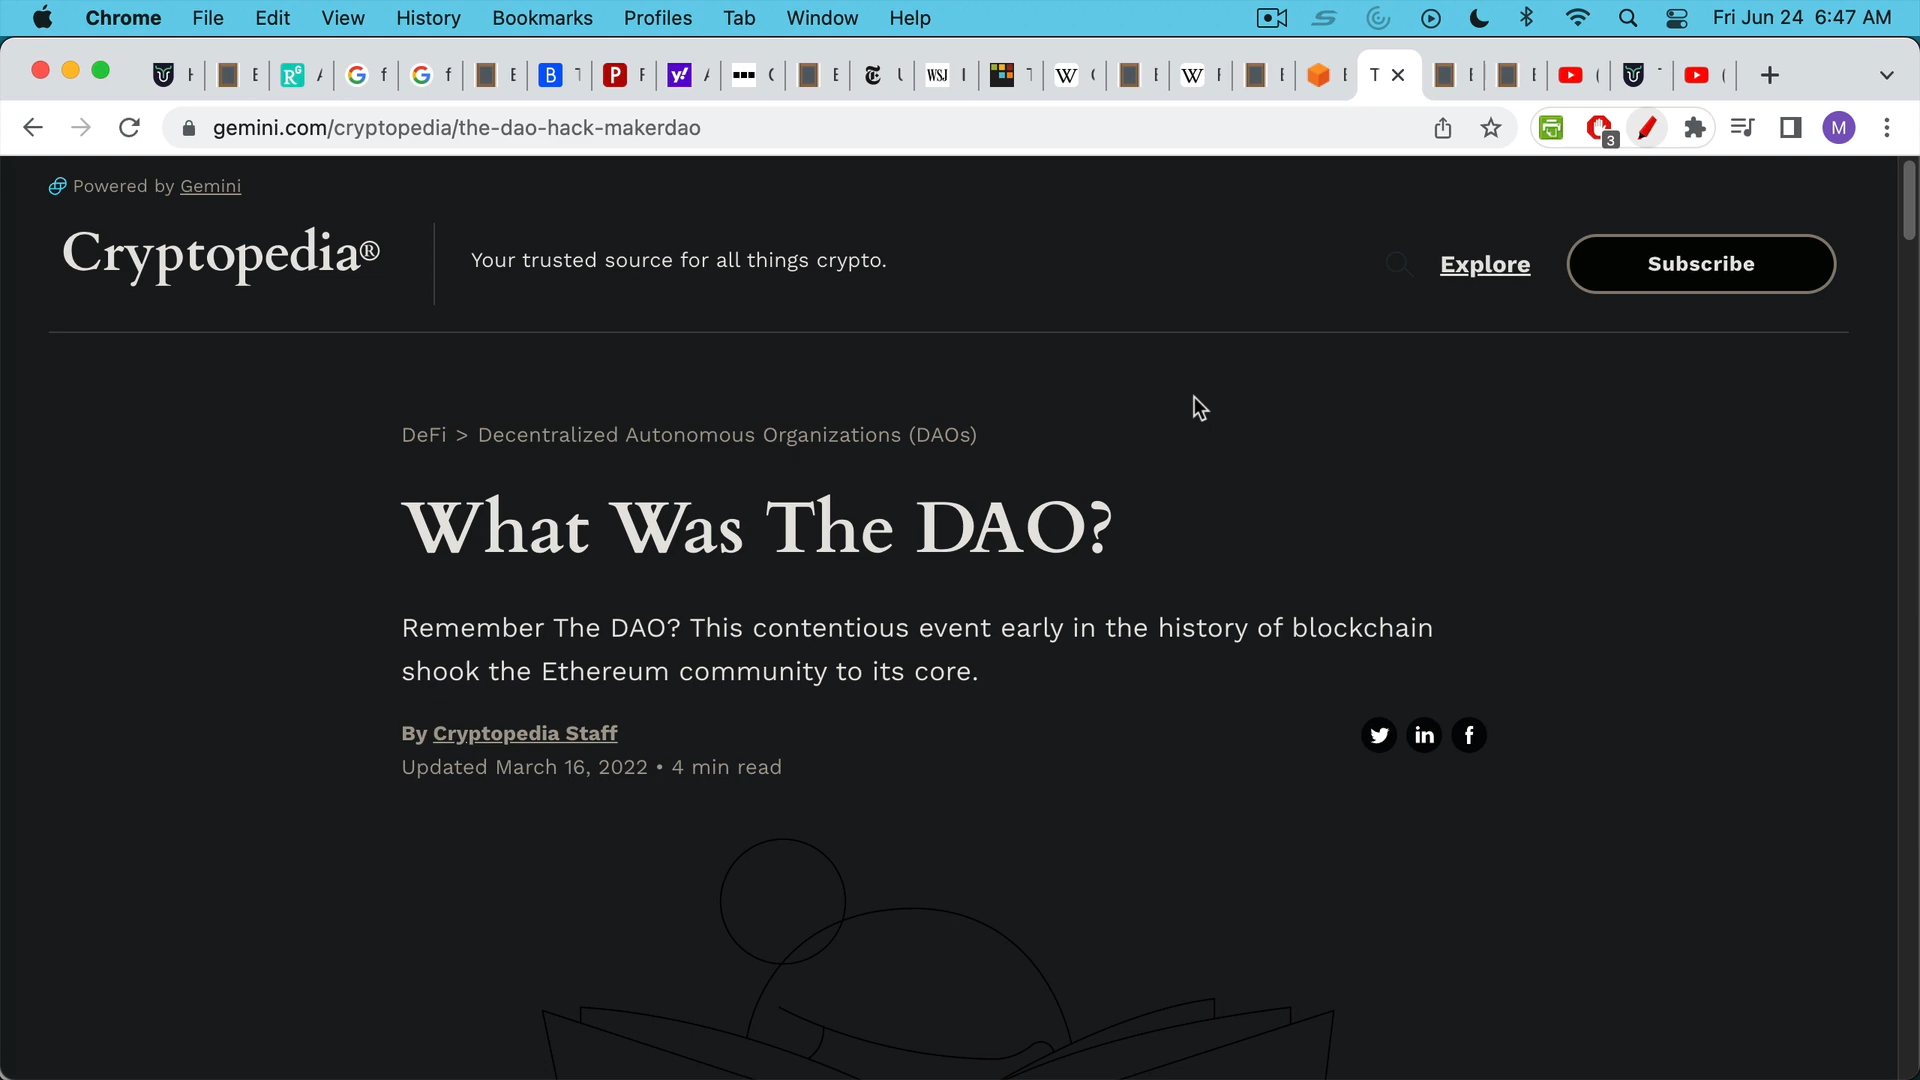 Chrome File Edit View History Bookmarks Profiles Tab Window Help Fri Jun 24 6:47 AM
gemini.com/cryptopedia/the-dao-hack-makerdao
3
M
Powered by Gemini
Cryptopedia®
Your trusted source for all things crypto.
Explore
Subscribe
DeFi > Decentralized Autonomous Organizations (DAOs)
What Was The DAO?
Remember The DAO? This contentious event early in the history of blockchain
shook the Ethereum community to its core.
By Cryptopedia Staff
Updated March 16, 2022 • 4 min read